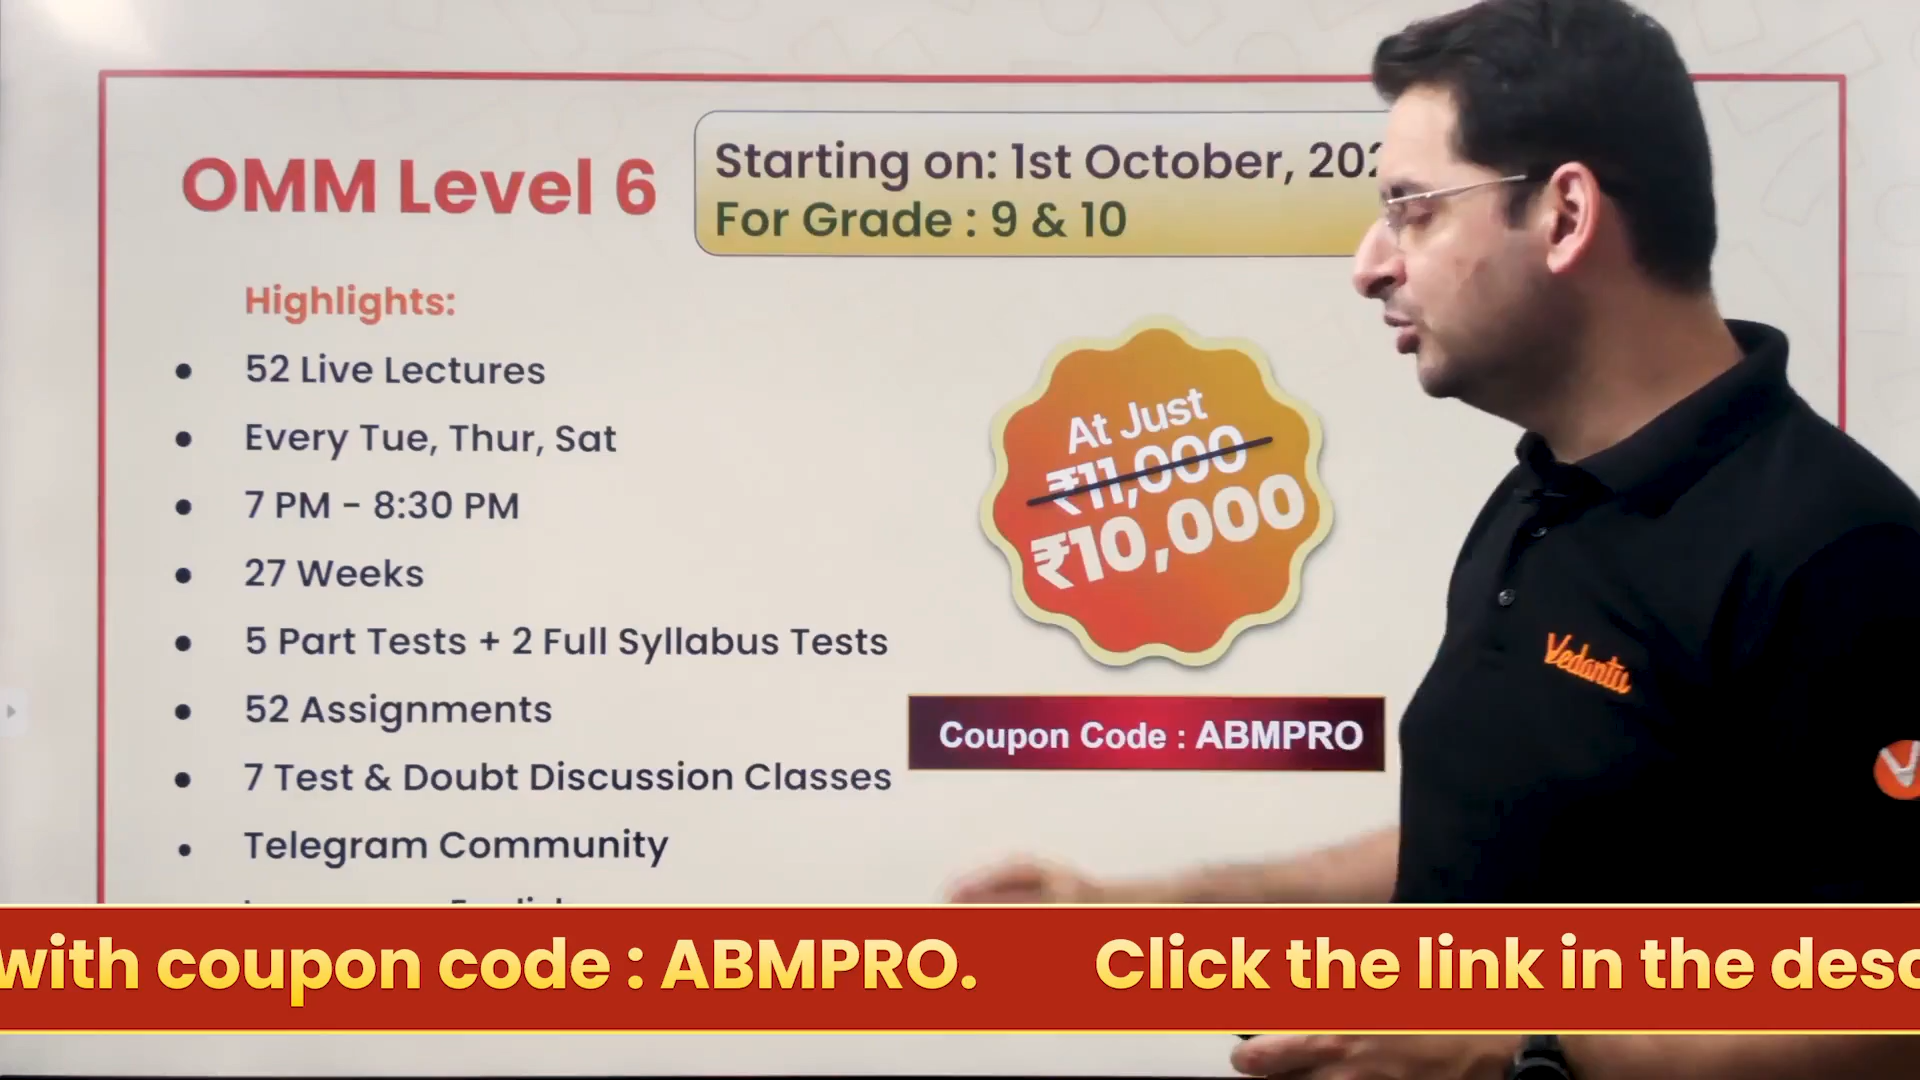 OMM Level 6
Starting on: 1st October,
For Grade : 9 & 10
Highlights:
• 52 Live Lectures
• Every Tue, Thur, Sat
• 7 PM - 8:30 PM
• 27 Weeks
• 5 Part Tests + 2 Full Syllabus Tests
• 52 Assignments
• 7 Test & Doubt Discussion Classes
• Telegram Community
At Just
₹11,000
₹10,000
Coupon Code : ABMPRO
Vedantu
with coupon code : ABMPRO. Click the link in the